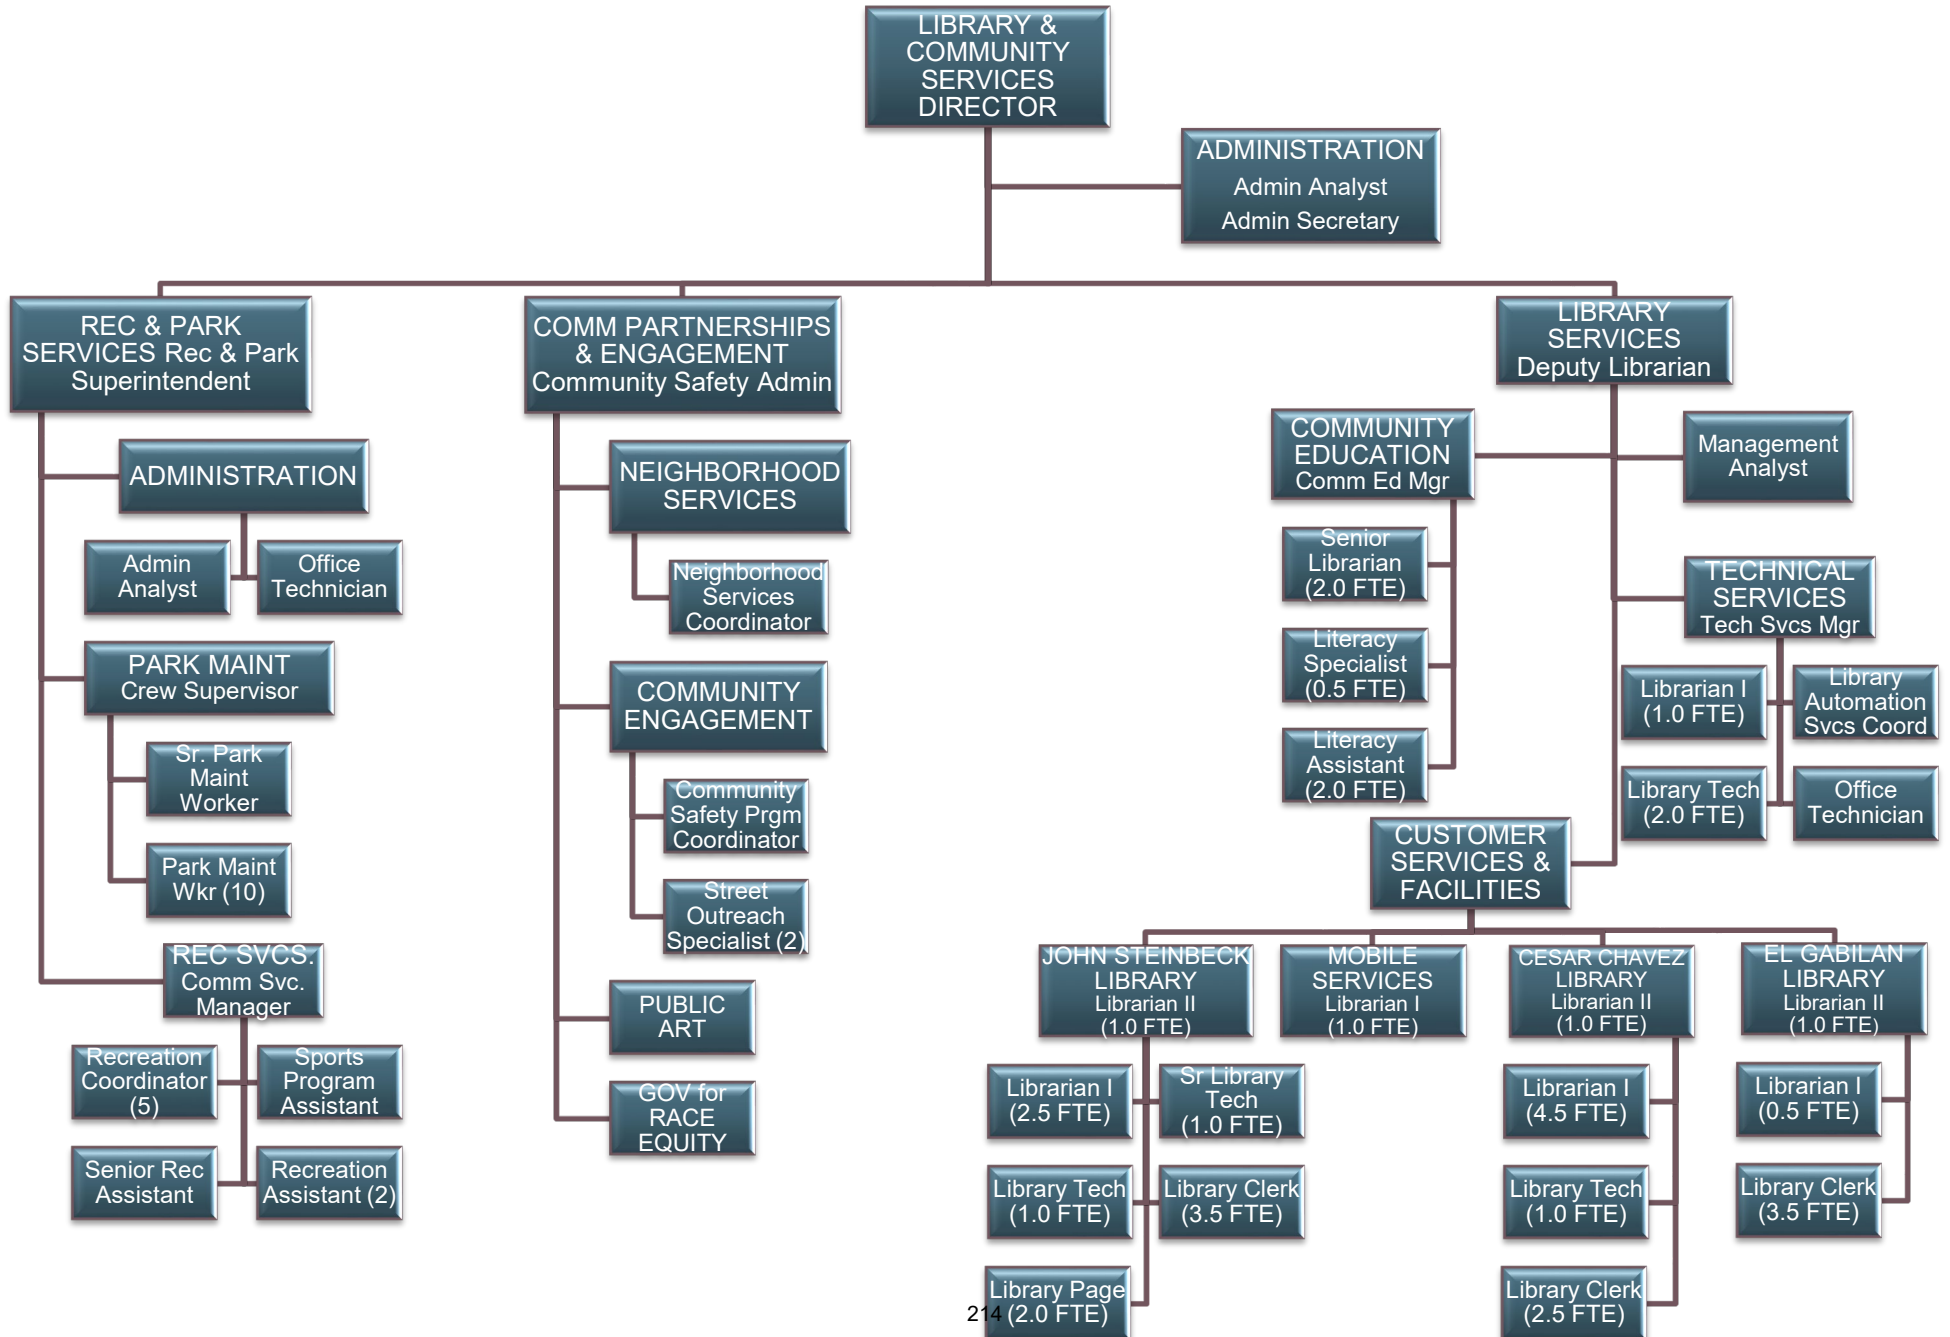 LIBRARY &
COMMUNITY
SERVICES
DIRECTOR
ADMINISTRATION
Admin Analyst
Admin Secretary
REC & PARK
SERVICES Rec & Park
Superintendent
ADMINISTRATION
Admin
Analyst
Office
Technician
PARK MAINT
Crew Supervisor
Sr. Park
Maint
Worker
Park Maint
Wkr (10)
REC SVCS.
Comm Svc.
Manager
Recreation
Coordinator
(5)
Sports
Program
Assistant
Senior Rec
Assistant
Recreation
Assistant (2)
COMM PARTNERSHIPS
& ENGAGEMENT
Community Safety Admin
NEIGHBORHOOD
SERVICES
Neighborhood
Services
Coordinator
COMMUNITY
ENGAGEMENT
Community
Safety Prgm
Coordinator
Street
Outreach
Specialist (2)
PUBLIC
ART
GOV for
RACE
EQUITY
LIBRARY
SERVICES
Deputy Librarian
COMMUNITY
EDUCATION
Comm Ed Mgr
Senior
Librarian
(2.0 FTE)
Literacy
Specialist
(0.5 FTE)
Literacy
Assistant
(2.0 FTE)
Management
Analyst
TECHNICAL
SERVICES
Tech Svcs Mgr
Librarian I
(1.0 FTE)
Library
Automation
Svcs Coord
Library Tech
(2.0 FTE)
Office
Technician
CUSTOMER
SERVICES &
FACILITIES
JOHN STEINBECK
LIBRARY
Librarian II
(1.0 FTE)
Librarian I
(2.5 FTE)
Sr Library
Tech
(1.0 FTE)
Library Tech
(1.0 FTE)
Library Clerk
(3.5 FTE)
Library Page
(2.0 FTE)
MOBILE
SERVICES
Librarian I
(1.0 FTE)
CESAR CHAVEZ
LIBRARY
Librarian II
(1.0 FTE)
Librarian I
(4.5 FTE)
Library Tech
(1.0 FTE)
Library Clerk
(2.5 FTE)
EL GABILAN
LIBRARY
Librarian II
(1.0 FTE)
Librarian I
(0.5 FTE)
Library Clerk
(3.5 FTE)
214